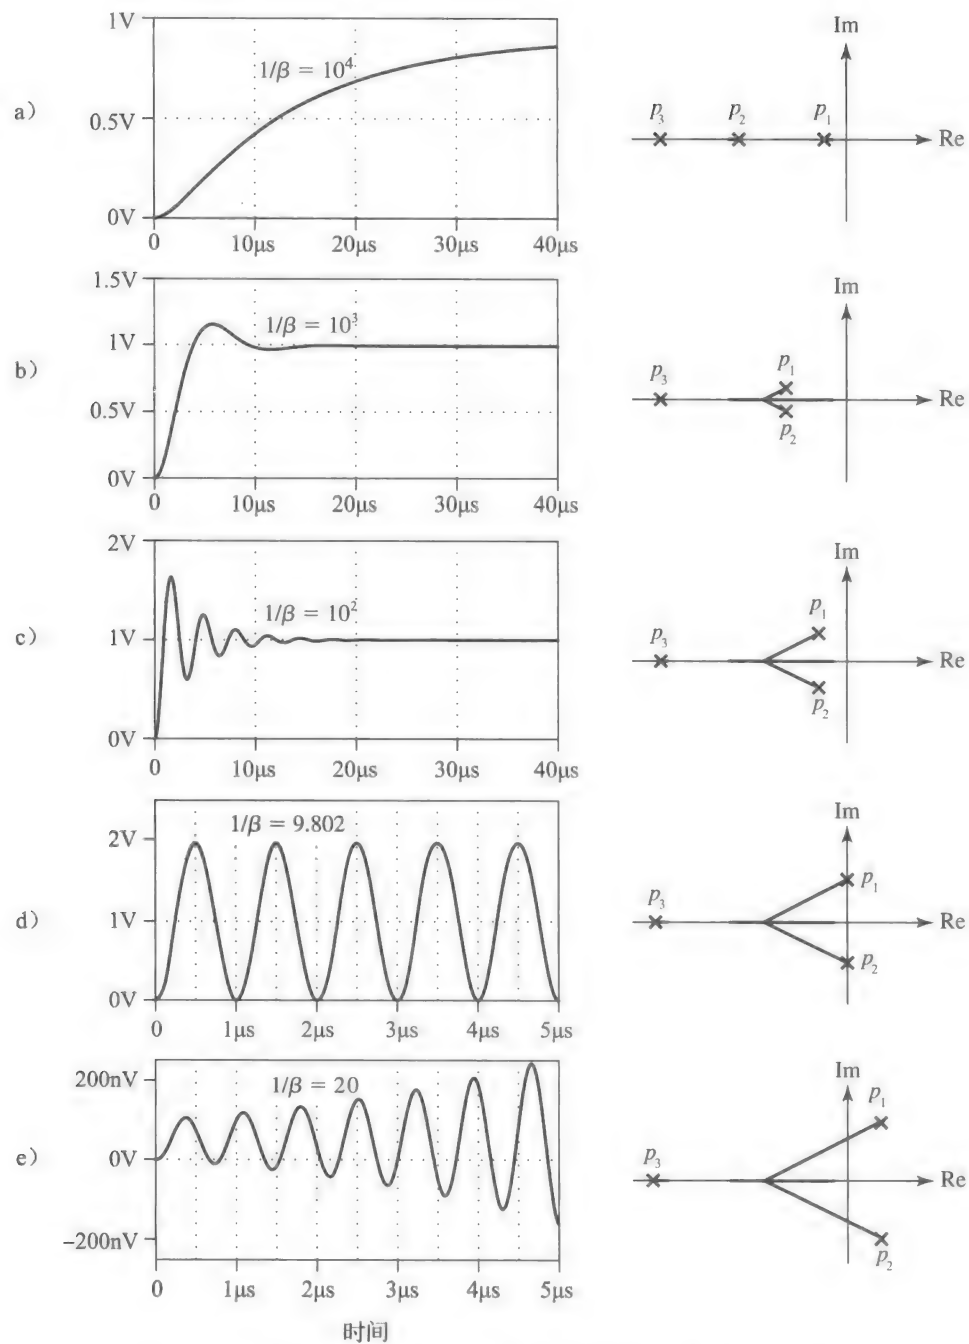 a)
1V
0.5V
0V
1/β = 10⁴
0 10μs 20μs 30μs 40μs
Im
p₃ p₂ p₁
Re
b)
1.5V
1V
0.5V
0V
1/β = 10³
0 10μs 20μs 30μs 40μs
Im
p₃ p₁
p₂
Re
c)
2V
1V
0V
1/β = 10²
0 10μs 20μs 30μs 40μs
Im
p₃ p₁
p₂
Re
d)
2V
1V
0V
1/β = 9.802
0 1μs 2μs 3μs 4μs 5μs
Im
p₃ p₁
p₂
Re
e)
200nV
0V
−200nV
1/β = 20
0 1μs 2μs 3μs 4μs 5μs
时间
Im
p₃ p₁
p₂
Re